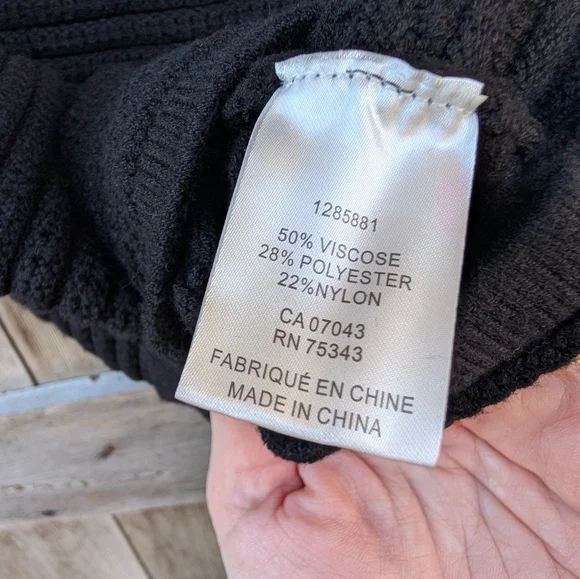 1285881
50% VISCOSE
28% POLYESTER
22%NYLON
CA 07043
RN 75343
FABRIQUÉ EN CHINE
MADE IN CHINA